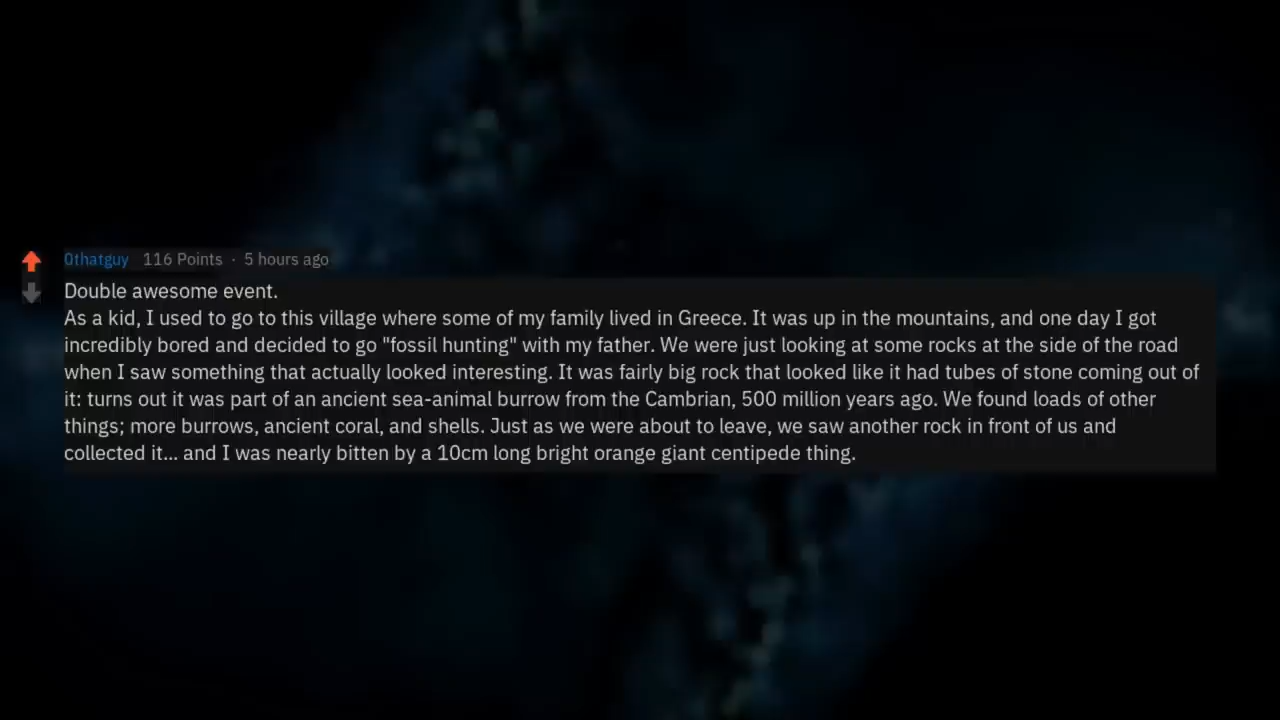 0thatguy 116 Points · 5 hours ago
Double awesome event.
As a kid, I used to go to this village where some of my family lived in Greece. It was up in the mountains, and one day I got
incredibly bored and decided to go "fossil hunting" with my father. We were just looking at some rocks at the side of the road
when I saw something that actually looked interesting. It was fairly big rock that looked like it had tubes of stone coming out of
it: turns out it was part of an ancient sea-animal burrow from the Cambrian, 500 million years ago. We found loads of other
things; more burrows, ancient coral, and shells. Just as we were about to leave, we saw another rock in front of us and
collected it... and I was nearly bitten by a 10cm long bright orange giant centipede thing.